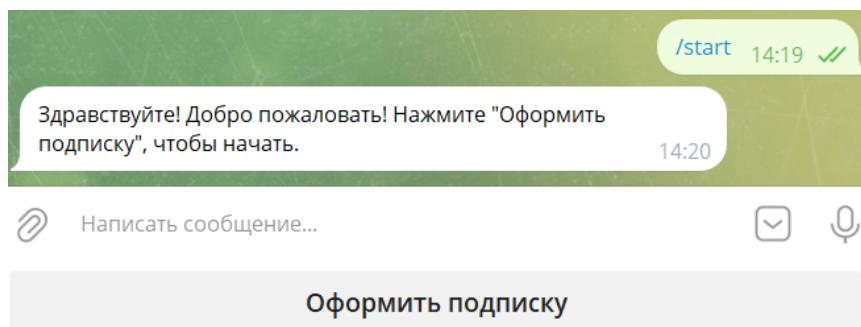 /start 14:19
Здравствуйте! Добро пожаловать! Нажмите "Оформить
подписку", чтобы начать.
14:20
Написать сообщение...
Оформить подписку